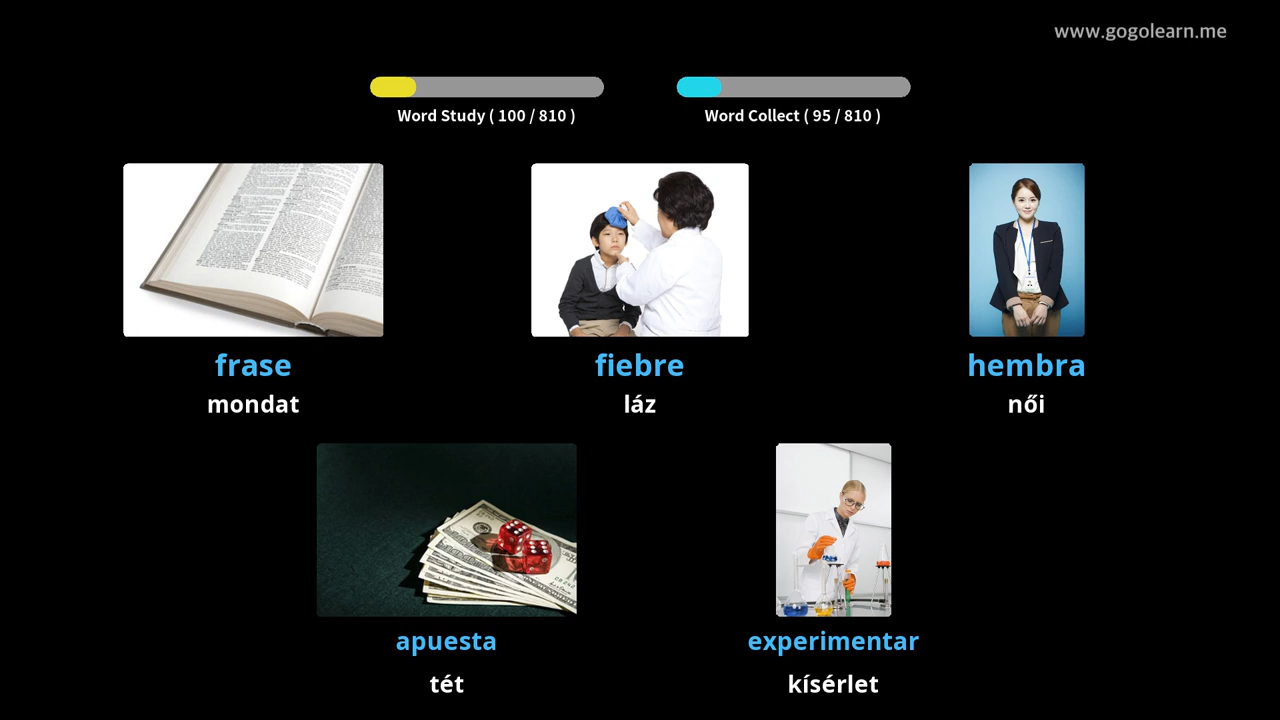 www.gogolearn.me
Word Study ( 100 / 810 )
Word Collect ( 95 / 810 )
frase
mondat
fiebre
láz
hembra
női
apuesta
tét
experimentar
kísérlet